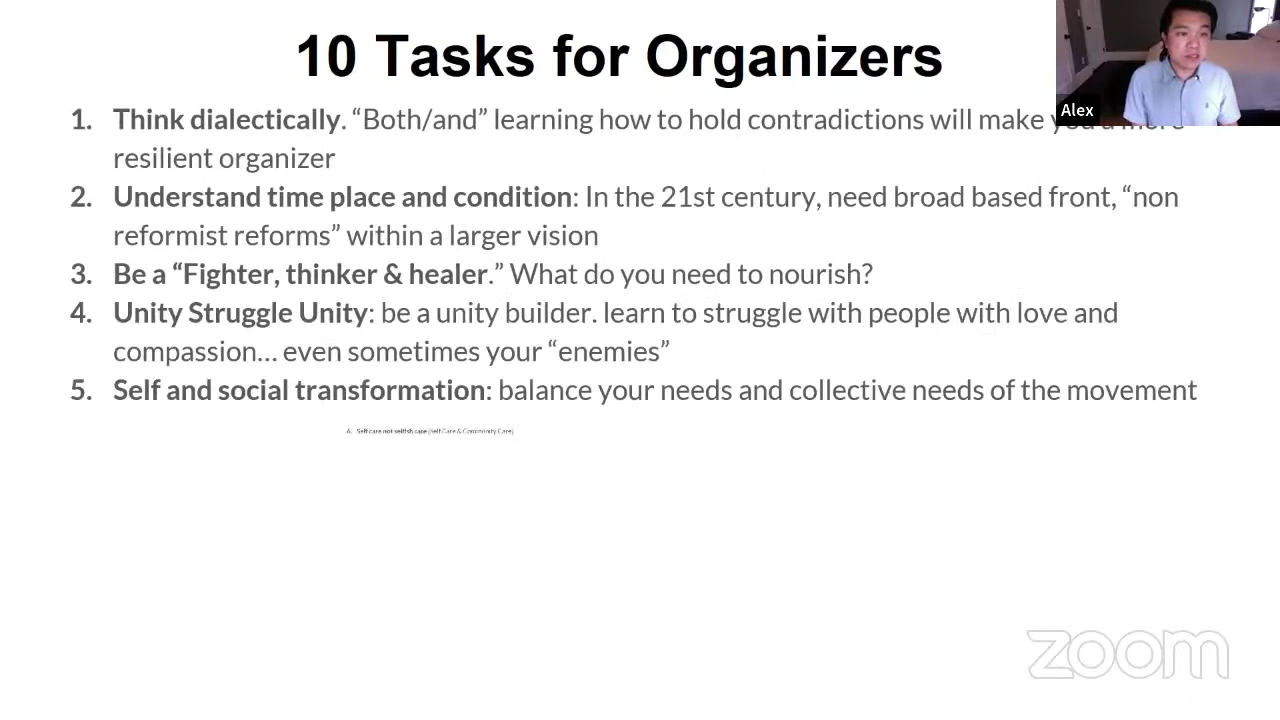 10 Tasks for Organizers
Alex
1. Think dialectically. “Both/and” learning how to hold contradictions will make you a more
resilient organizer
2. Understand time place and condition: In the 21st century, need broad based front, “non
reformist reforms” within a larger vision
3. Be a “Fighter, thinker & healer.” What do you need to nourish?
4. Unity Struggle Unity: be a unity builder. learn to struggle with people with love and
compassion... even sometimes your “enemies”
5. Self and social transformation: balance your needs and collective needs of the movement
6. Self care not selfish care (Self Care & Community Care)
zoom